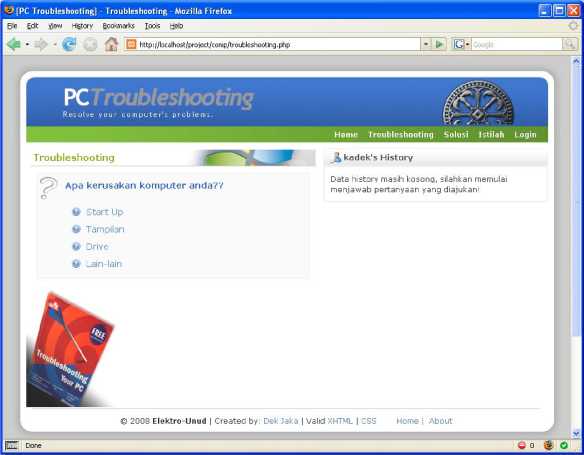 [PC Troubleshooting] - Troubleshooting - Mozilla Firefox
File Edit View History Bookmarks Tools Help
http://localhost/project/conip/troubleshooting.php
Google
PCTroubleshooting
Resolve your computer's problems.
Home Troubleshooting Solusi Istilah Login
Troubleshooting
kadek's History
Apa kerusakan komputer anda??
Data history masih kosong, silahkan memulai
menjawab pertanyaan yang diajukan!
Start Up
Tampilan
Drive
Lain-lain
FREE
Troubleshooting
Your PC
© 2008 Elektro-Unud | Created by: Dek Jaka | Valid XHTML | CSS Home | About
Done
0